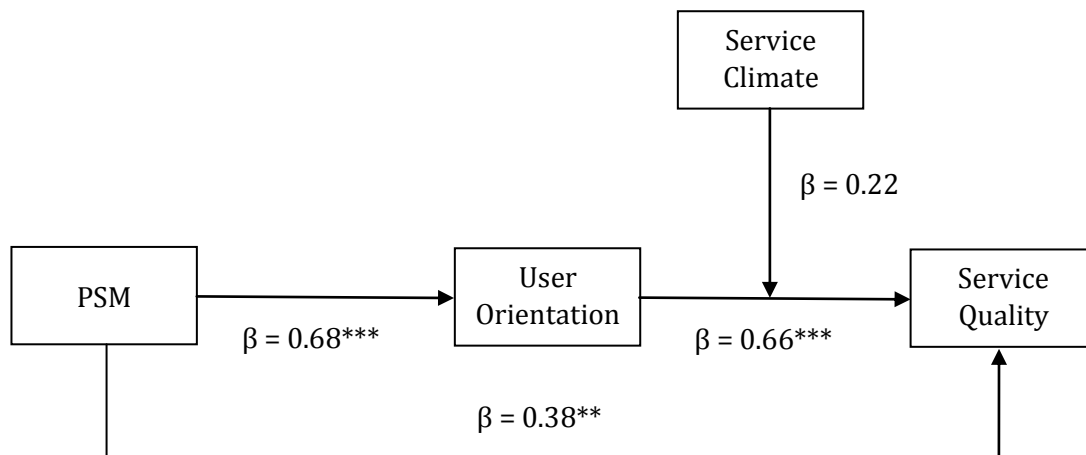 Service
Climate
β = 0.22
PSM
User
Orientation
Service
Quality
β = 0.68***
β = 0.66***
β = 0.38**